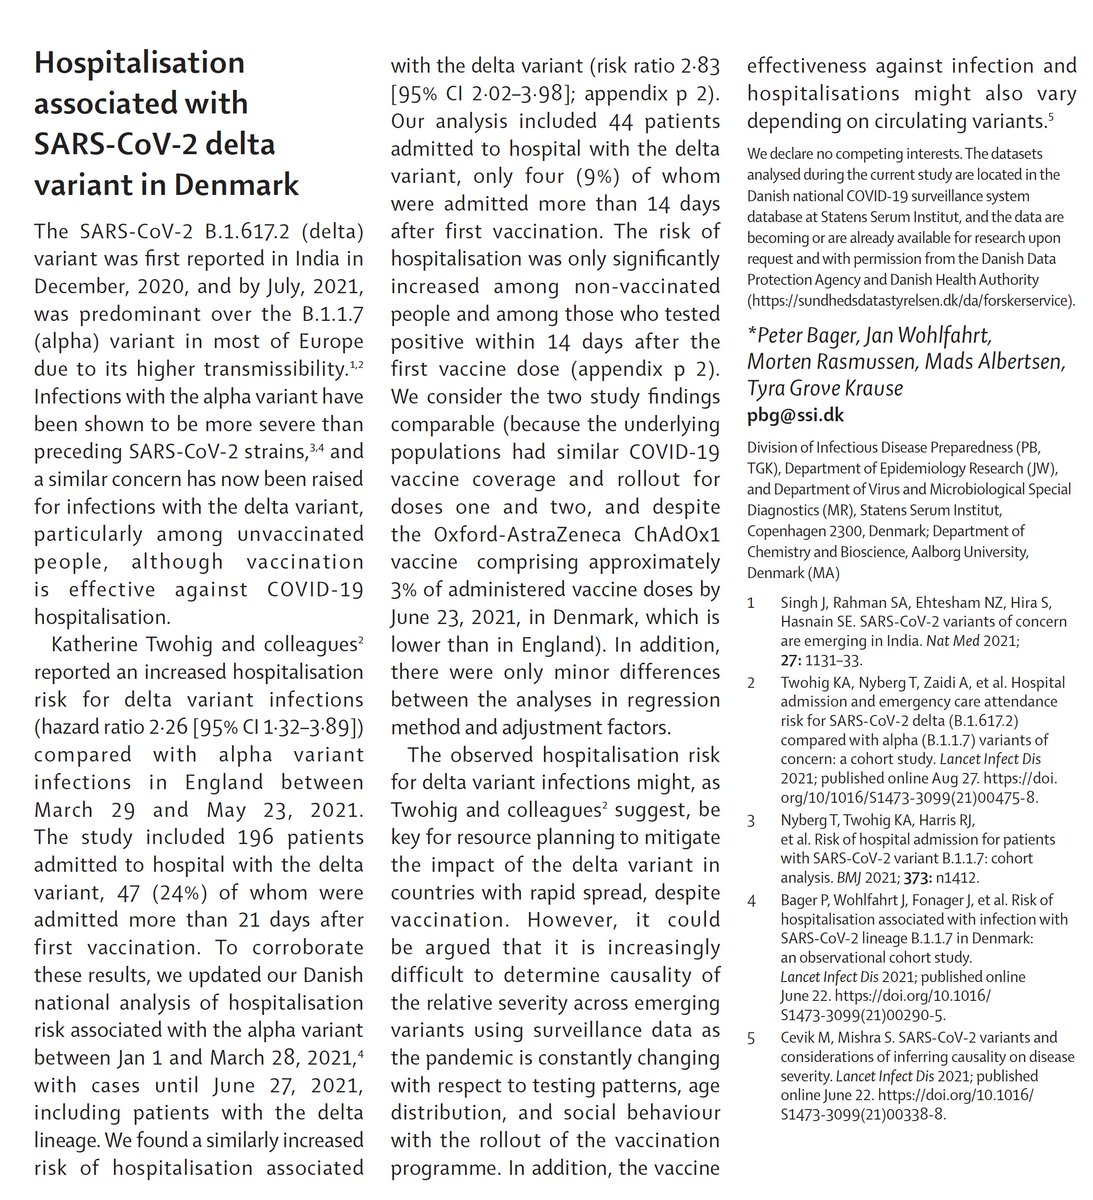 Hospitalisation
associated with
SARS-CoV-2 delta
variant in Denmark
The SARS-CoV-2 B.1.617.2 (delta)
variant was first reported in India in
December, 2020, and by July, 2021,
was predominant over the B.1.1.7
(alpha) variant in most of Europe
due to its higher transmissibility.1,2
Infections with the alpha variant have
been shown to be more severe than
preceding SARS-CoV-2 strains,3,4 and
a similar concern has now been raised
for infections with the delta variant,
particularly among unvaccinated
people, although vaccination
is effective against COVID-19
hospitalisation.
Katherine Twohig and colleagues2
reported an increased hospitalisation
risk for delta variant infections
(hazard ratio 2·26 [95% CI 1·32–3·89])
compared with alpha variant
infections in England between
March 29 and May 23, 2021.
The study included 196 patients
admitted to hospital with the delta
variant, 47 (24%) of whom were
admitted more than 21 days after
first vaccination. To corroborate
these results, we updated our Danish
national analysis of hospitalisation
risk associated with the alpha variant
between Jan 1 and March 28, 2021,4
with cases until June 27, 2021,
including patients with the delta
lineage. We found a similarly increased
risk of hospitalisation associated
with the delta variant (risk ratio 2·83
[95% CI 2·02–3·98]; appendix p 2).
Our analysis included 44 patients
admitted to hospital with the delta
variant, only four (9%) of whom
were admitted more than 14 days
after first vaccination. The risk of
hospitalisation was only significantly
increased among non-vaccinated
people and among those who tested
positive within 14 days after the
first vaccine dose (appendix p 2).
We consider the two study findings
comparable (because the underlying
populations had similar COVID-19
vaccine coverage and rollout for
doses one and two, and despite
the Oxford-AstraZeneca ChAdOx1
vaccine comprising approximately
3% of administered vaccine doses by
June 23, 2021, in Denmark, which is
lower than in England). In addition,
there were only minor differences
between the analyses in regression
method and adjustment factors.
The observed hospitalisation risk
for delta variant infections might, as
Twohig and colleagues2 suggest, be
key for resource planning to mitigate
the impact of the delta variant in
countries with rapid spread, despite
vaccination. However, it could
be argued that it is increasingly
difficult to determine causality of
the relative severity across emerging
variants using surveillance data as
the pandemic is constantly changing
with respect to testing patterns, age
distribution, and social behaviour
with the rollout of the vaccination
programme. In addition, the vaccine
effectiveness against infection and
hospitalisations might also vary
depending on circulating variants.5
We declare no competing interests. The datasets
analysed during the current study are located in the
Danish national COVID-19 surveillance system
database at Statens Serum Institut, and the data are
becoming or are already available for research upon
request and with permission from the Danish Data
Protection Agency and Danish Health Authority
(https://sundhedsdatastyrelsen.dk/da/forskerservice).
*Peter Bager, Jan Wohlfahrt,
Morten Rasmussen, Mads Albertsen,
Tyra Grove Krause
pbg@ssi.dk
Division of Infectious Disease Preparedness (PB,
TGK), Department of Epidemiology Research (JW),
and Department of Virus and Microbiological Special
Diagnostics (MR), Statens Serum Institut,
Copenhagen 2300, Denmark; Department of
Chemistry and Bioscience, Aalborg University,
Denmark (MA)
1 Singh J, Rahman SA, Ehtesham NZ, Hira S,
Hasnain SE. SARS-CoV-2 variants of concern
are emerging in India. Nat Med 2021;
27: 1131–33.
2 Twohig KA, Nyberg T, Zaidi A, et al. Hospital
admission and emergency care attendance
risk for SARS-CoV-2 delta (B.1.617.2)
compared with alpha (B.1.1.7) variants of
concern: a cohort study. Lancet Infect Dis
2021; published online Aug 27. https://doi.
org/10/1016/S1473-3099(21)00475-8.
3 Nyberg T, Twohig KA, Harris RJ,
et al. Risk of hospital admission for patients
with SARS-CoV-2 variant B.1.1.7: cohort
analysis. BMJ 2021; 373: n1412.
4 Bager P, Wohlfahrt J, Fonager J, et al. Risk of
hospitalisation associated with infection with
SARS-CoV-2 lineage B.1.1.7 in Denmark:
an observational cohort study.
Lancet Infect Dis 2021; published online
June 22. https://doi.org/10.1016/
S1473-3099(21)00290-5.
5 Cevik M, Mishra S. SARS-CoV-2 variants and
considerations of inferring causality on disease
severity. Lancet Infect Dis 2021; published
online June 22. https://doi.org/10.1016/
S1473-3099(21)00338-8.